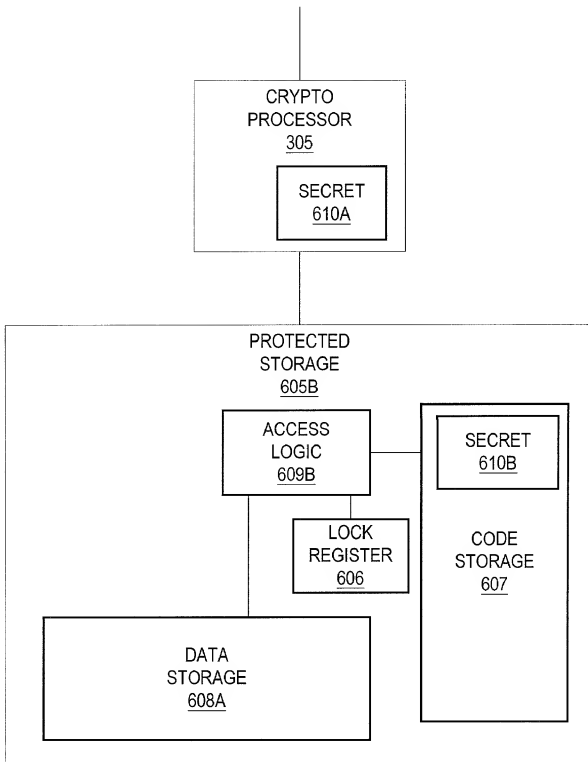 CRYPTO
PROCESSOR
305
SECRET
610A
PROTECTED
STORAGE
605B
ACCESS
LOGIC
609B
SECRET
610B
LOCK
REGISTER
606
CODE
STORAGE
607
DATA
STORAGE
608A